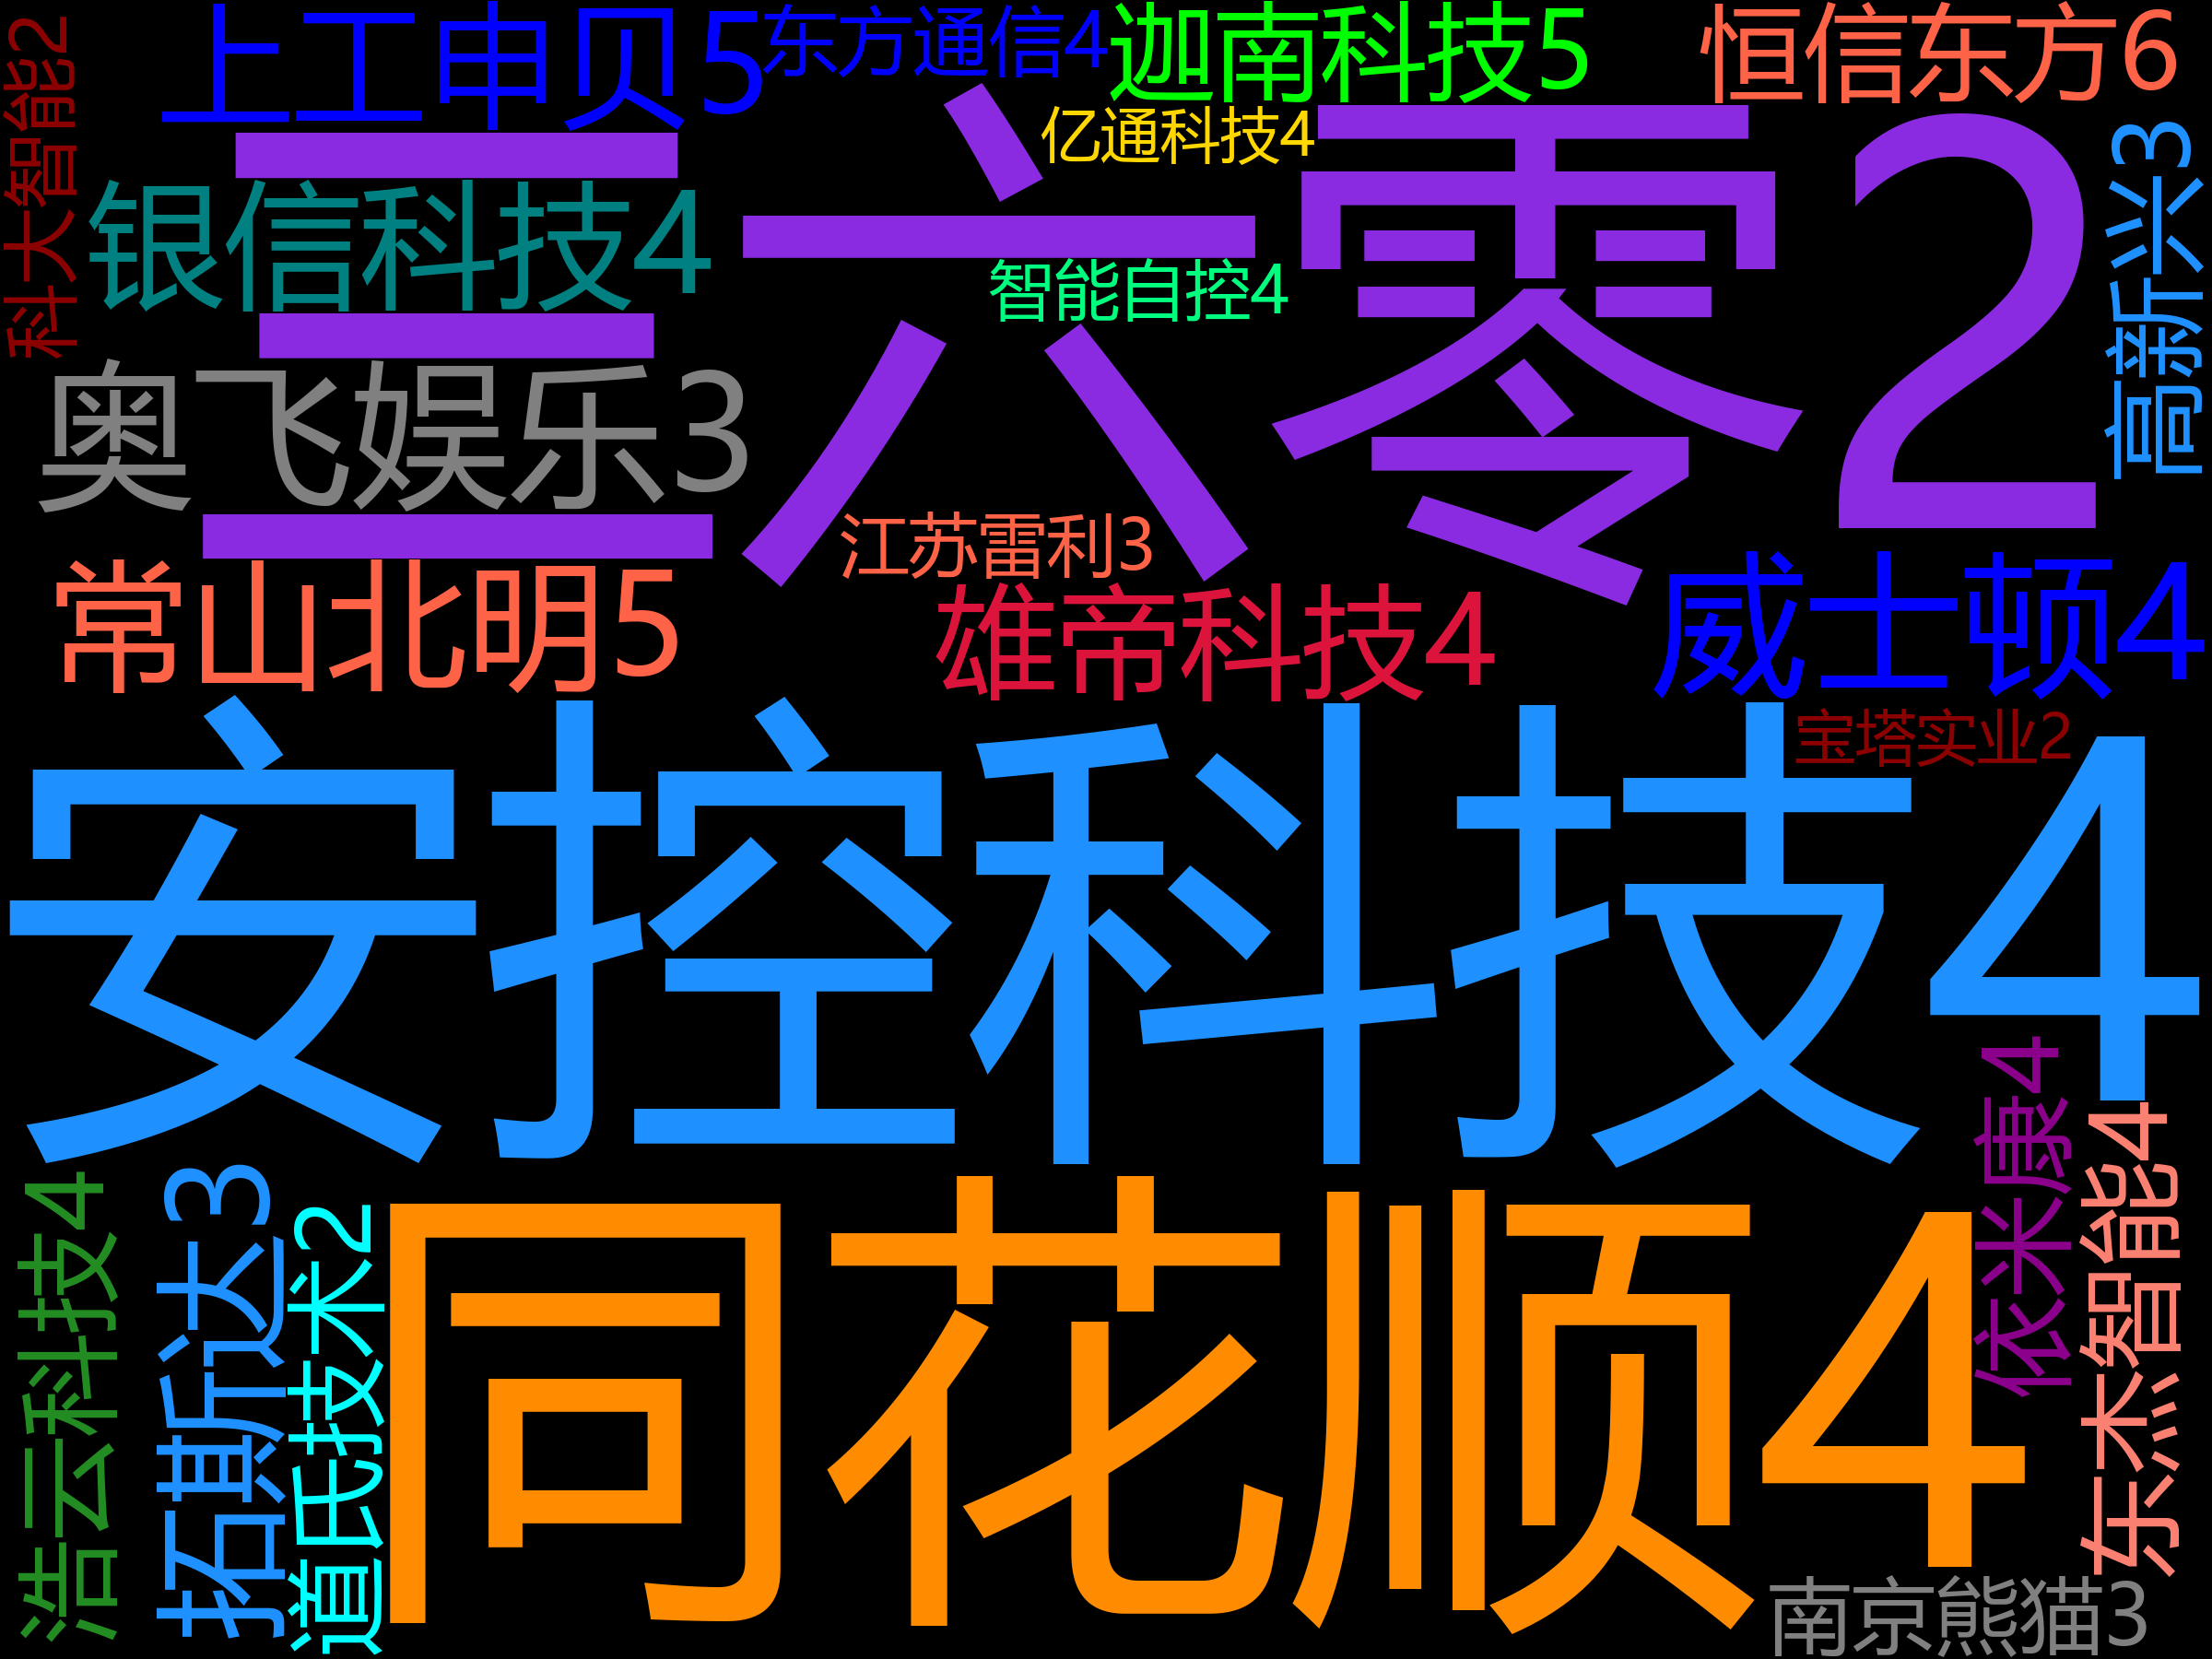 上工申贝5
东方通信4
迦南科技5
恒信东方6
科大智能2
银信科技4
亿通科技4
三六零2
高新兴3
智能自控4
奥飞娱乐3
江苏雷利3
常山北明5
雄帝科技4
威士顿4
宝塔实业2
安控科技4
依米康4
浩云科技4
拓斯达3
道氏技术2
同花顺4
东杰智能4
南京熊猫3